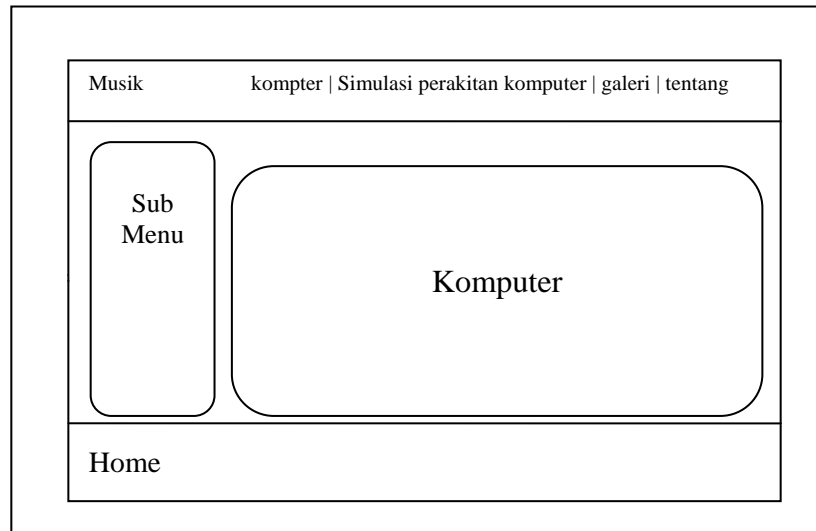 Musik kompter | Simulasi perakitan komputer | galeri | tentang
Sub
Menu
Komputer
Home